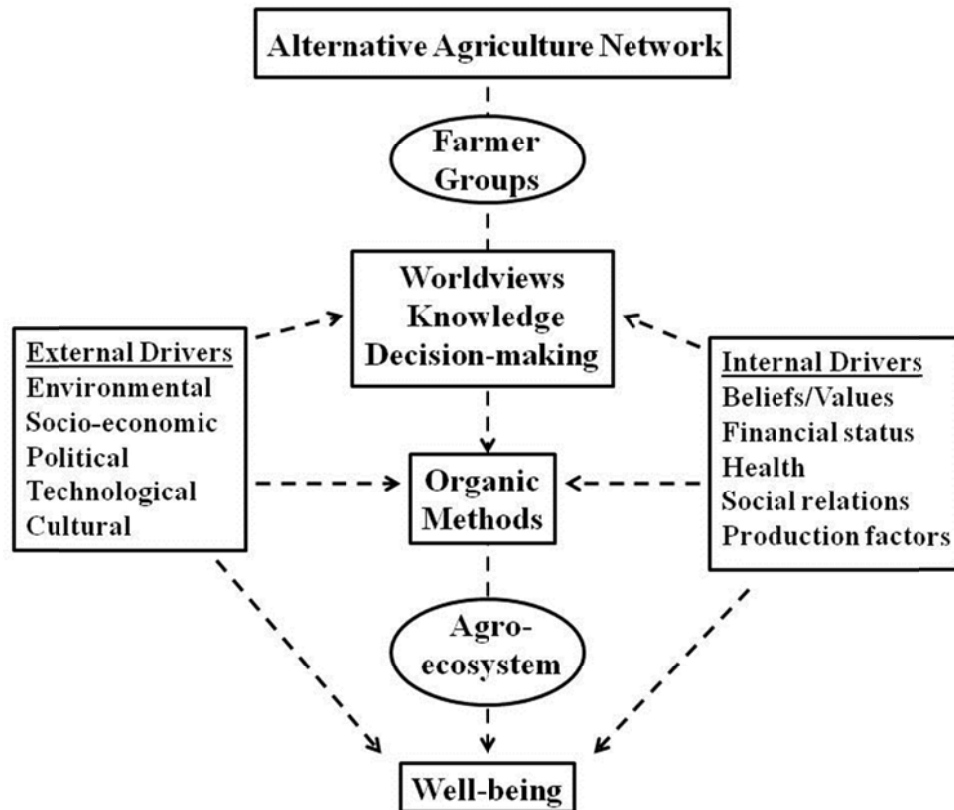 Alternative Agriculture Network
Farmer
Groups
Worldviews
Knowledge
Decision-making
External Drivers
Environmental
Socio-economic
Political
Technological
Cultural
Internal Drivers
Beliefs/Values
Financial status
Health
Social relations
Production factors
Organic
Methods
Agro-
ecosystem
Well-being